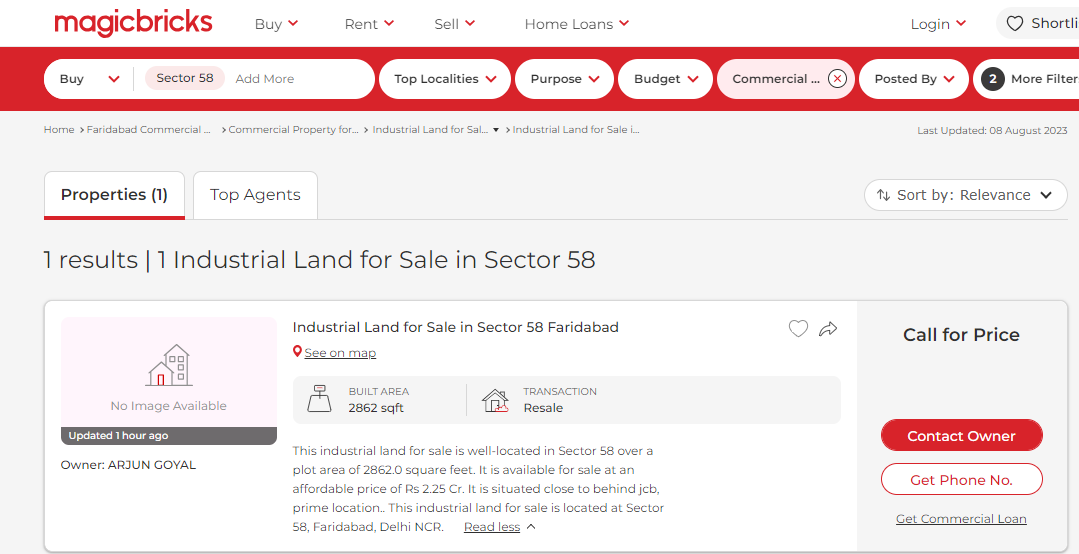 magicbricks Buy Rent Sell Home Loans Login Shortli
Buy Sector 58 Add More Top Localities Purpose Budget Commercial ... Posted By 2 More Filter
Home > Faridabad Commercial ... > Commercial Property for... > Industrial Land for Sal... > Industrial Land for Sale i... Last Updated: 08 August 2023
Properties (1) Top Agents Sort by: Relevance
1 results | 1 Industrial Land for Sale in Sector 58
Industrial Land for Sale in Sector 58 Faridabad
See on map
BUILT AREA
2862 sqft
TRANSACTION
Resale
No Image Available
Updated 1 hour ago
Owner: ARJUN GOYAL
This industrial land for sale is well-located in Sector 58 over a
plot area of 2862.0 square feet. It is available for sale at an
affordable price of Rs 2.25 Cr. It is situated close to behind jcb,
prime location.. This industrial land for sale is located at Sector
58, Faridabad, Delhi NCR. Read less
Call for Price
Contact Owner
Get Phone No.
Get Commercial Loan